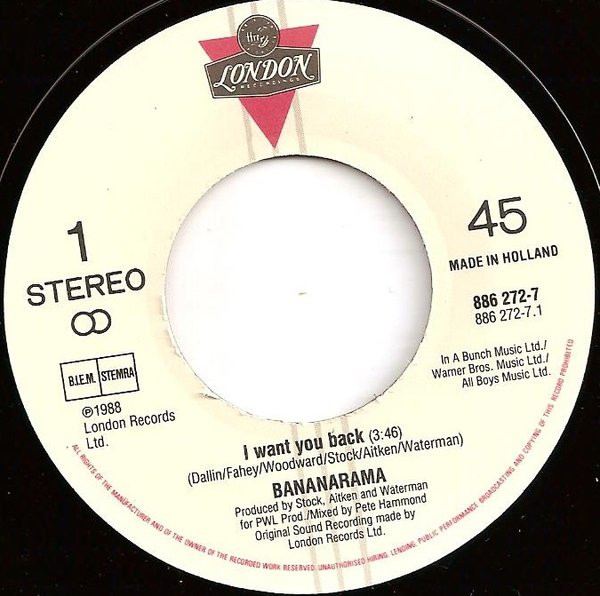 LONDON
RECORDINGS
1
STEREO
45
MADE IN HOLLAND
886 272-7
886 272-7.1
In A Bunch Music Ltd./
Warner Bros. Music Ltd./
All Boys Music Ltd.
B.I.E.M. STEMRA
℗1988
London Records
Ltd.
I want you back (3:46)
(Dallin/Fahey/Woodward/Stock/Aitken/Waterman)
BANANARAMA
Produced by Stock, Aitken and Waterman
for PWL Prod./Mixed by Pete Hammond
Original Sound Recording made by
London Records Ltd.
ALL RIGHTS OF THE MANUFACTURER AND OF THE OWNER OF THE RECORDED WORK RESERVED. UNAUTHORISED HIRING, LENDING, PUBLIC PERFORMANCE, BROADCASTING AND COPYING OF THIS RECORD PROHIBITED